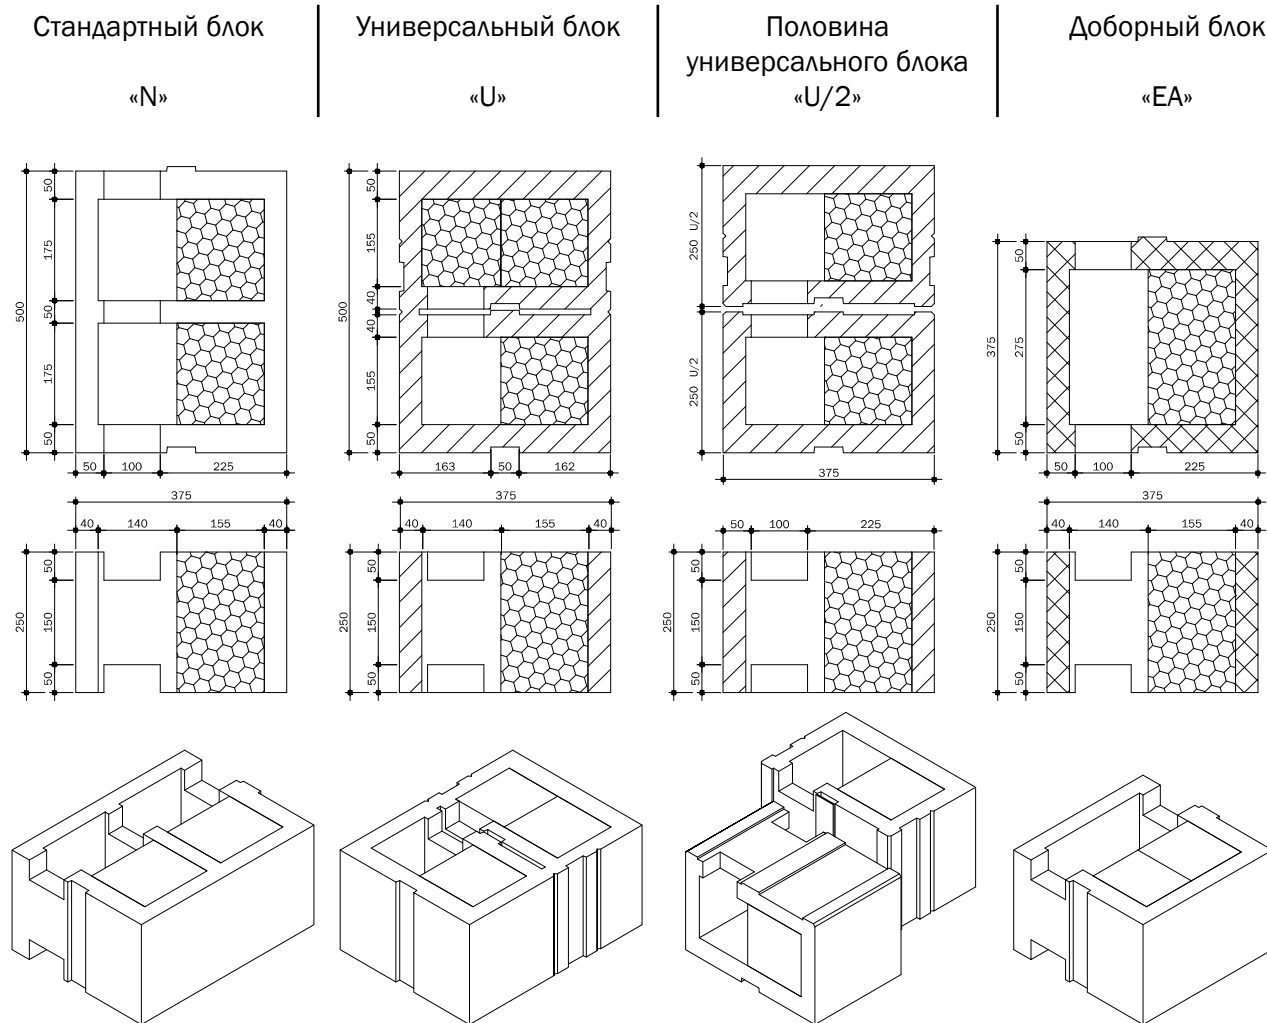 Стандартный блок
«N»
Универсальный блок
«U»
Половина
универсального блока
«U/2»
Доборный блок
«EA»
500
50
175
50
175
50
50 100 225
375
40 140 155 40
250
50
150
50
500
50
155
40
40
155
50
163 50 162
375
40 140 155 40
250
50
150
50
250 U/2
250 U/2
375
50 100 225
250
50
150
50
375
50
275
50
50 100 225
375
40 140 155 40
250
50
150
50